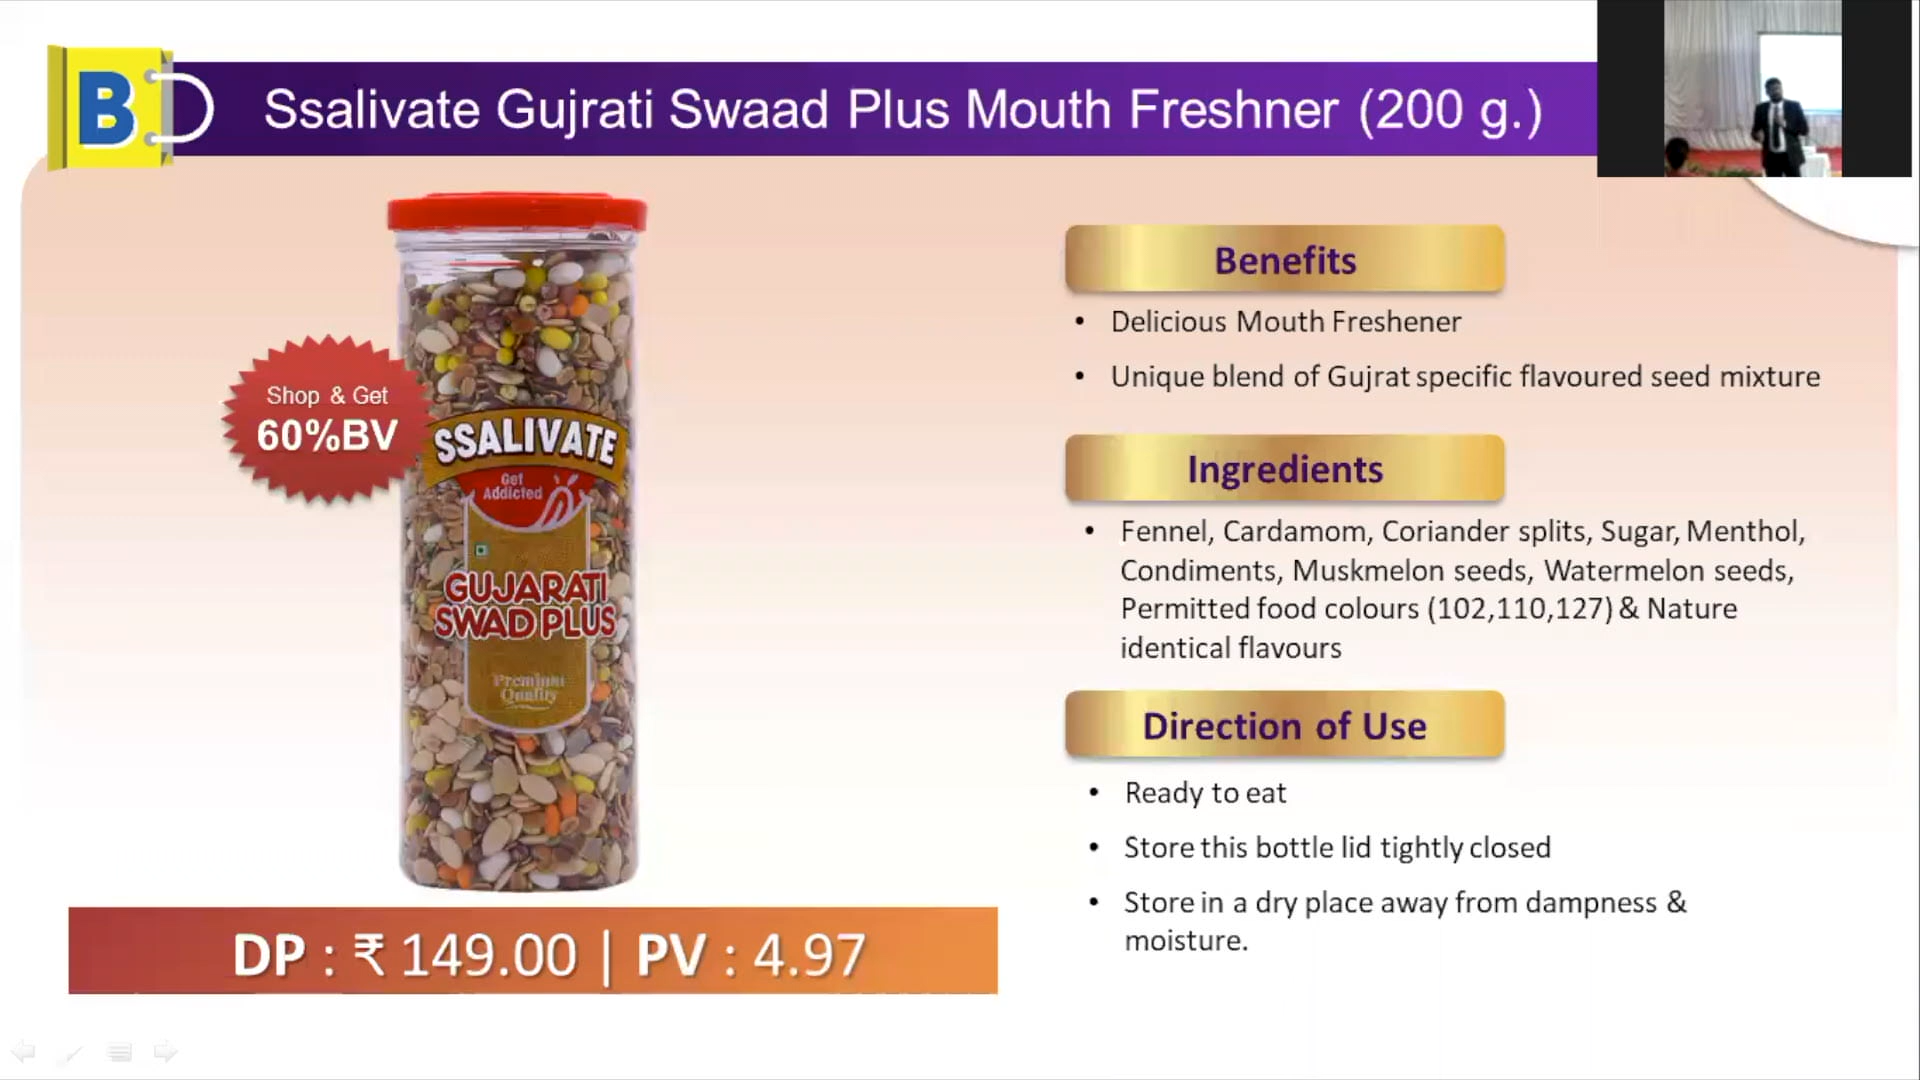 B
Ssalivate Gujrati Swaad Plus Mouth Freshner (200 g.)
Shop & Get
60%BV
SSALIVATE
Get
Addicted
GUJARATI
SWAD PLUS
Premium
Quality
DP : ₹ 149.00 | PV : 4.97
Benefits
• Delicious Mouth Freshener
• Unique blend of Gujrat specific flavoured seed mixture
Ingredients
• Fennel, Cardamom, Coriander splits, Sugar, Menthol,
Condiments, Muskmelon seeds, Watermelon seeds,
Permitted food colours (102,110,127) & Nature
identical flavours
Direction of Use
• Ready to eat
• Store this bottle lid tightly closed
• Store in a dry place away from dampness &
moisture.